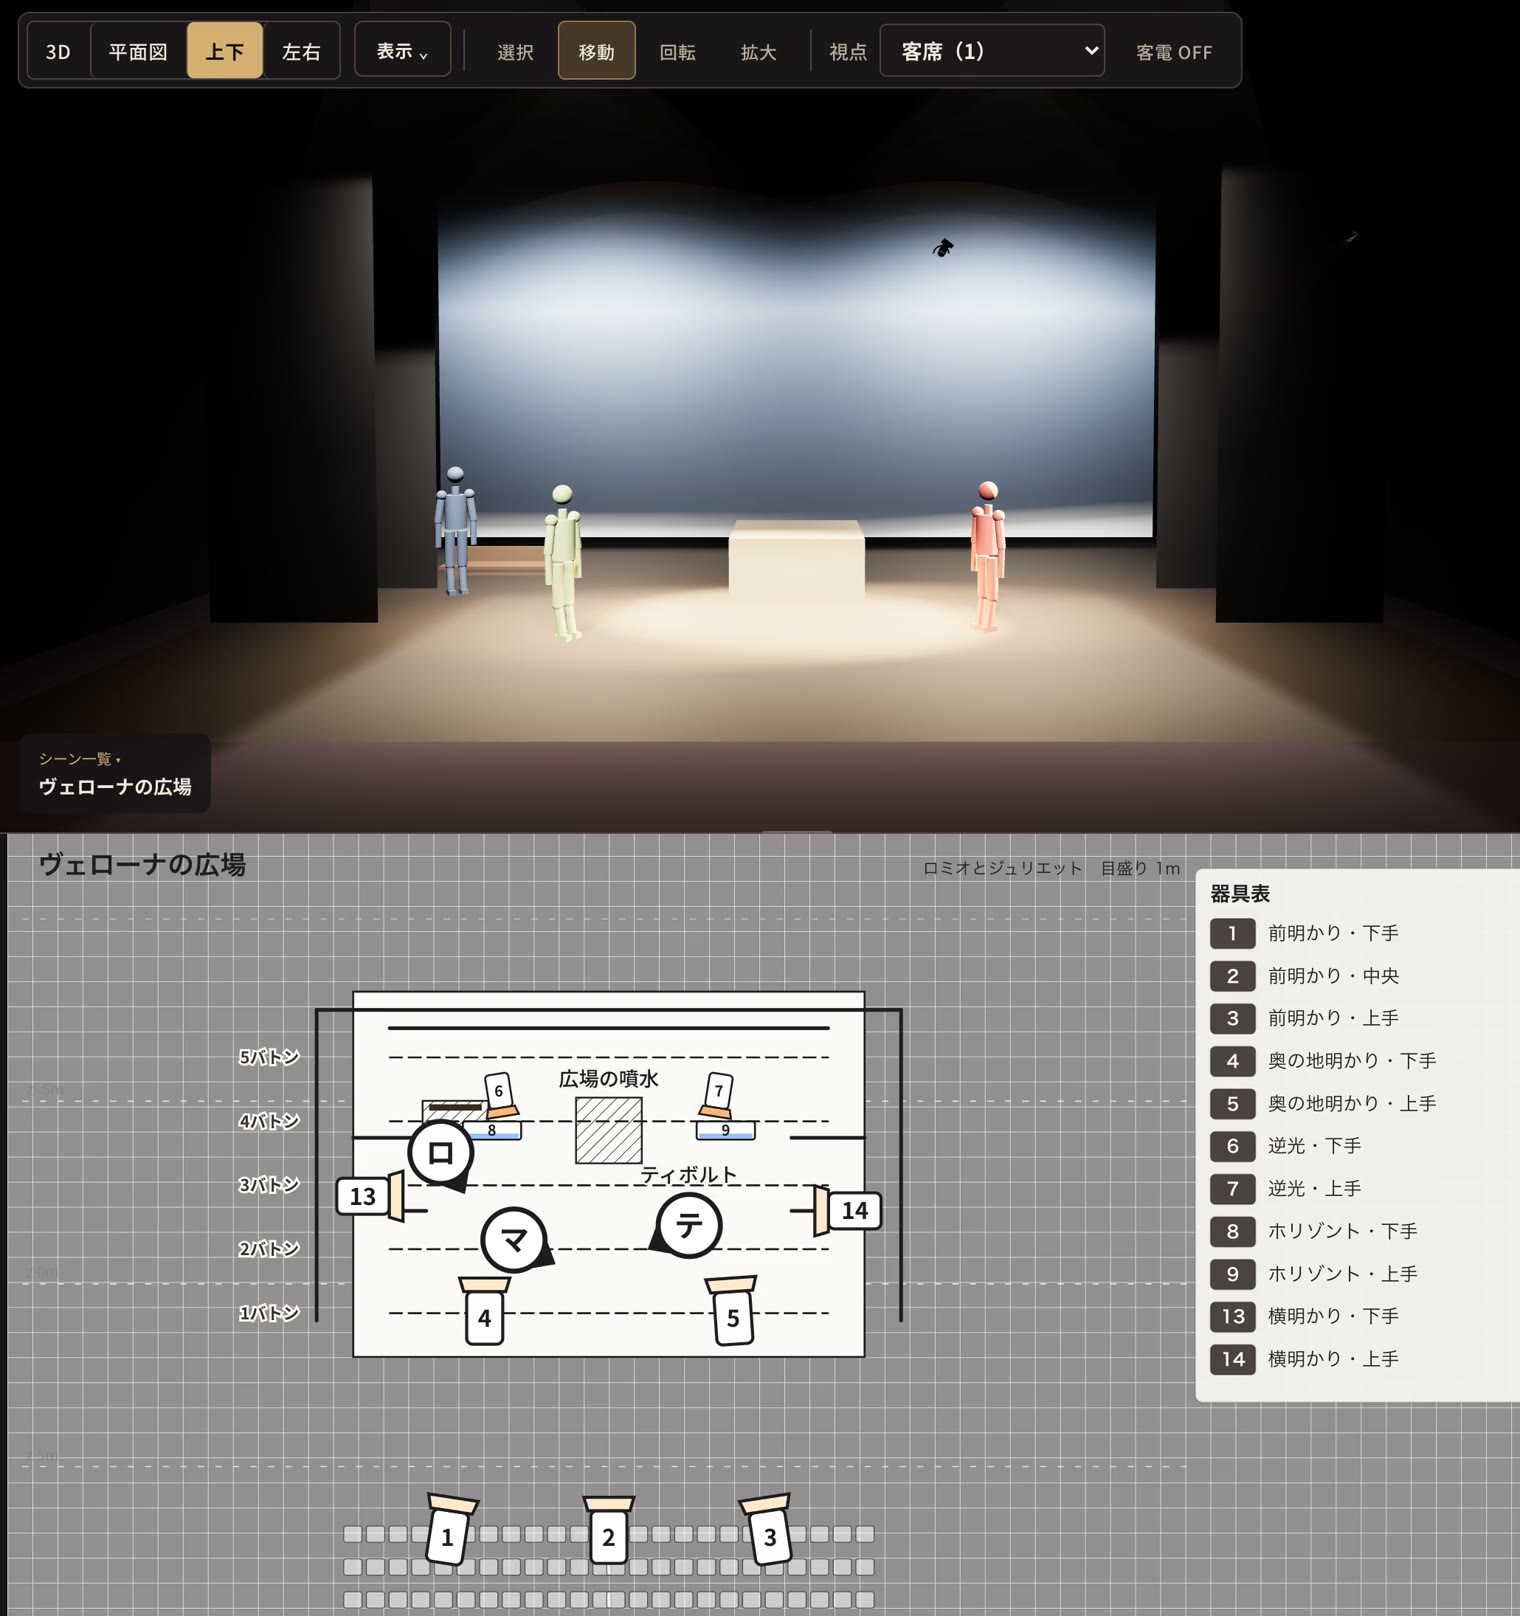 3D 平面図 上下 左右 表示 選択 移動 回転 拡大 視点 客席（1） 客電 OFF
シーン一覧
ヴェローナの広場
ヴェローナの広場
ロミオとジュリエット 目盛り 1m
器具表
1 前明かり・下手
2 前明かり・中央
3 前明かり・上手
4 奥の地明かり・下手
5 奥の地明かり・上手
6 逆光・下手
7 逆光・上手
8 ホリゾント・下手
9 ホリゾント・上手
13 横明かり・下手
14 横明かり・上手
5バトン
広場の噴水
6
7
4バトン
8
9
ロ
ティボルト
3バトン
13
14
マ
テ
2バトン
1バトン
4
5
1
2
3